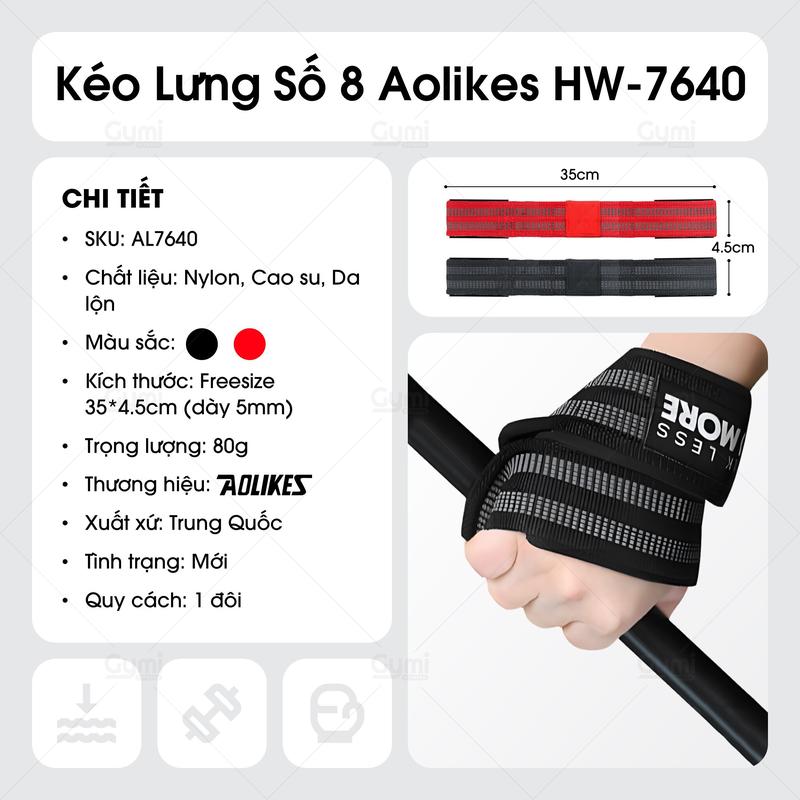 Kéo Lưng Số 8 Aolikes HW-7640
CHI TIẾT
• SKU: AL7640
• Chất liệu: Nylon, Cao su, Da
lộn
• Màu sắc:
• Kích thước: Freesize
35*4.5cm (dày 5mm)
• Trọng lượng: 80g
• Thương hiệu: AOLIKES
• Xuất xứ: Trung Quốc
• Tình trạng: Mới
• Quy cách: 1 đôi
35cm
4.5cm
K LESS
MORE
Gymi